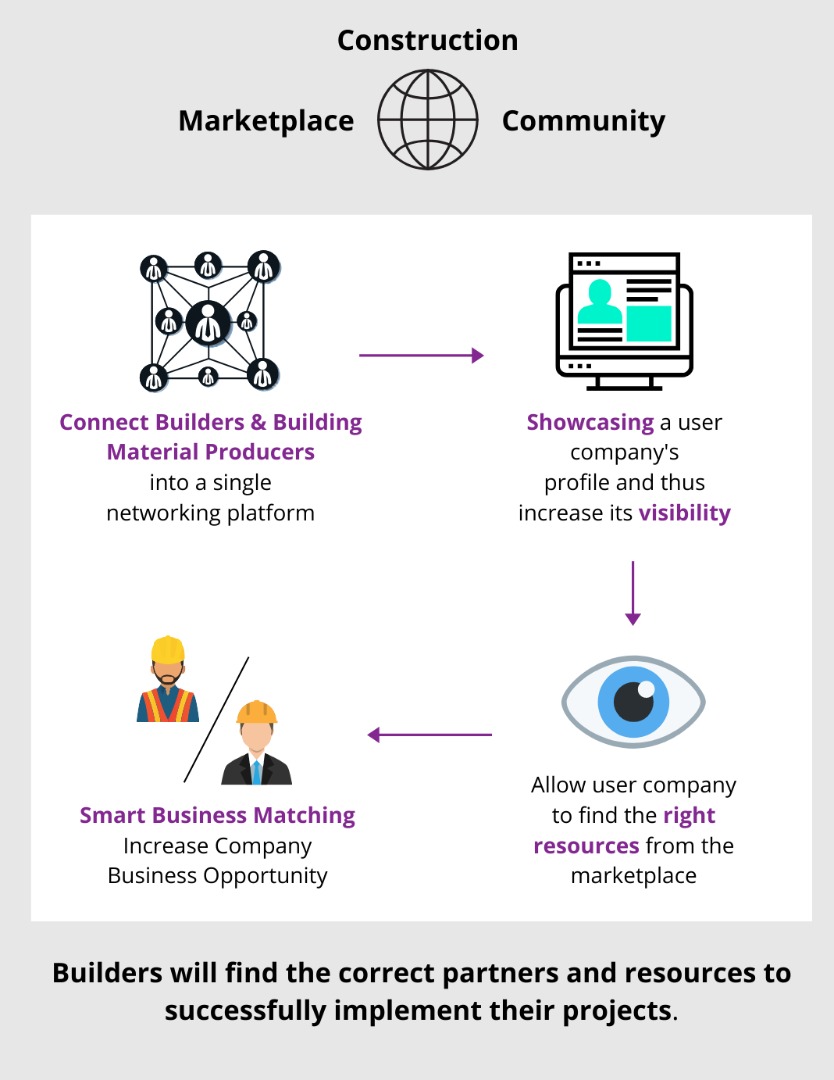 Construction
Marketplace
Community
Connect Builders & Building
Material Producers
into a single
networking platform
Showcasing a user
company's
profile and thus
increase its visibility
Allow user company
to find the right
resources from the
marketplace
Smart Business Matching
Increase Company
Business Opportunity
Builders will find the correct partners and resources to
successfully implement their projects.